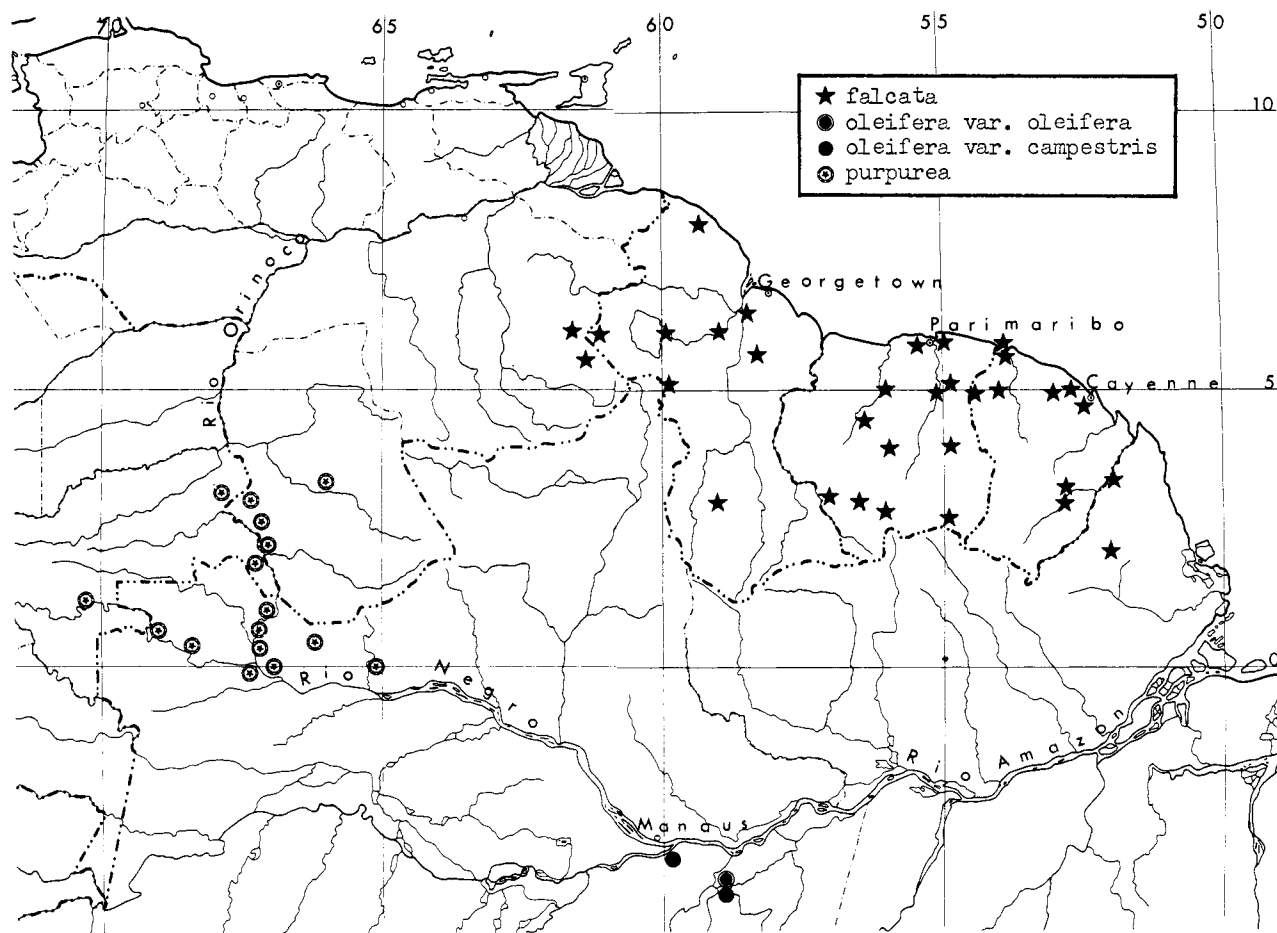 70 65 60 55 50
★ falcata
oleifera var. oleifera
● oleifera var. campestris
purpurea
10
Georgetown
Parimaribo
Cayenne
5
Rio Orinoco
Rio Negro
0
Rio Amazon
Manaus